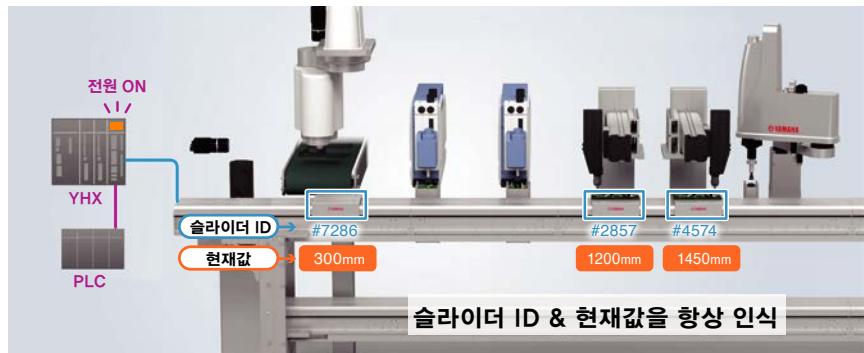 전원 ON
YHX
PLC
슬라이더 ID
#7286
#2857
#4574
현재값
300mm
1200mm
1450mm
YAMAHA
슬라이더 ID & 현재값을 항상 인식